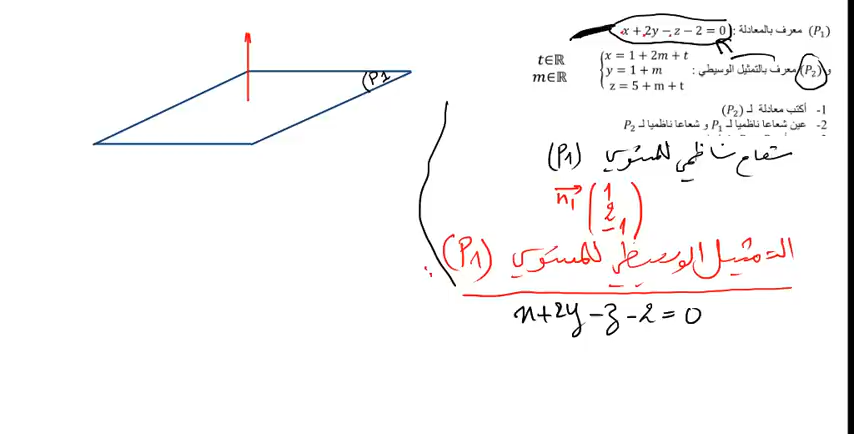 (P₁) معرف بالمعادلة : x + 2y − z − 2 = 0
و (P₂) معرف بالتمثيل الوسيطي : { x = 1 + 2m + t
y = 1 + m
z = 5 + m + t
t∈ℝ
m∈ℝ
1- أكتب معادلة لـ (P₂)
2- عين شعاعا ناظميا لـ P₁ و شعاعا ناظميا لـ P₂
(P1)
شعاع ناظمي للمستوي (P1)
n₁ ( 1
2
-1 )
التمثيل الوسيطي للمستوي (P1) :
x+2y-z-2=0